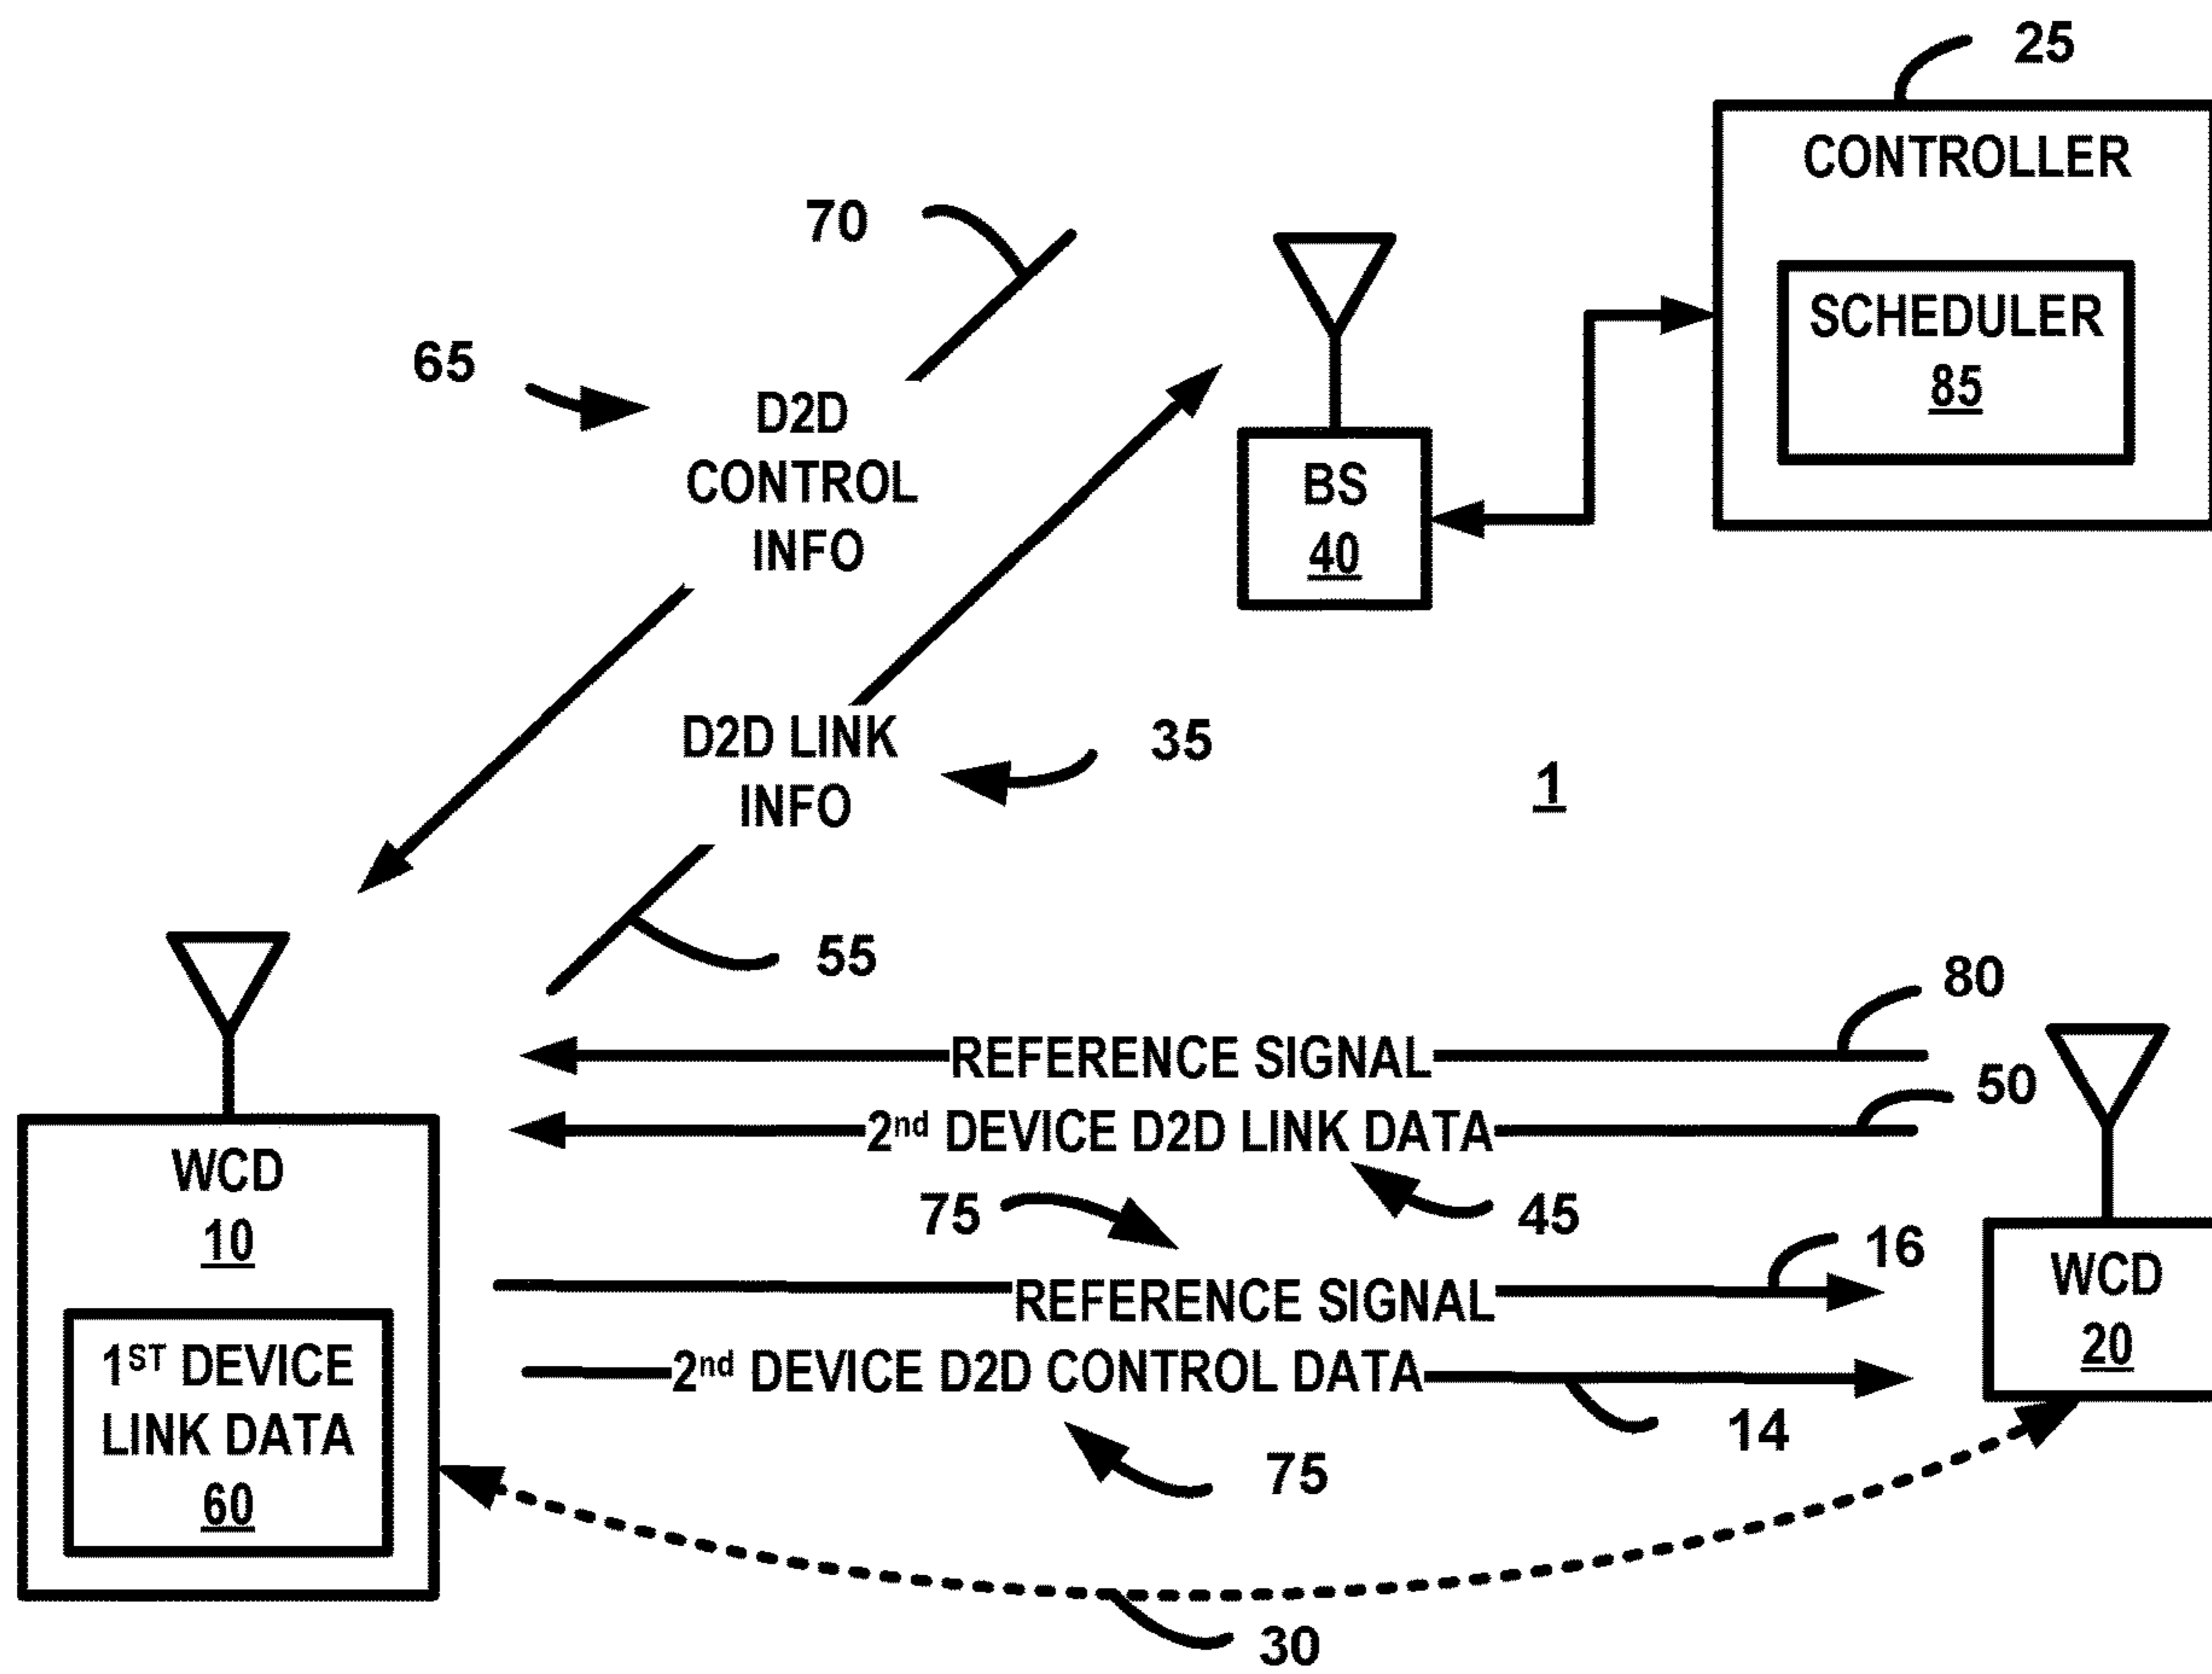 25
CONTROLLER
70
SCHEDULER
85
65
D2D
CONTROL
INFO
BS
40
D2D LINK
INFO
35
1
55
80
REFERENCE SIGNAL
50
2nd DEVICE D2D LINK DATA
WCD
10
75
45
16
WCD
20
REFERENCE SIGNAL
1ST DEVICE
LINK DATA
60
2nd DEVICE D2D CONTROL DATA
14
75
30